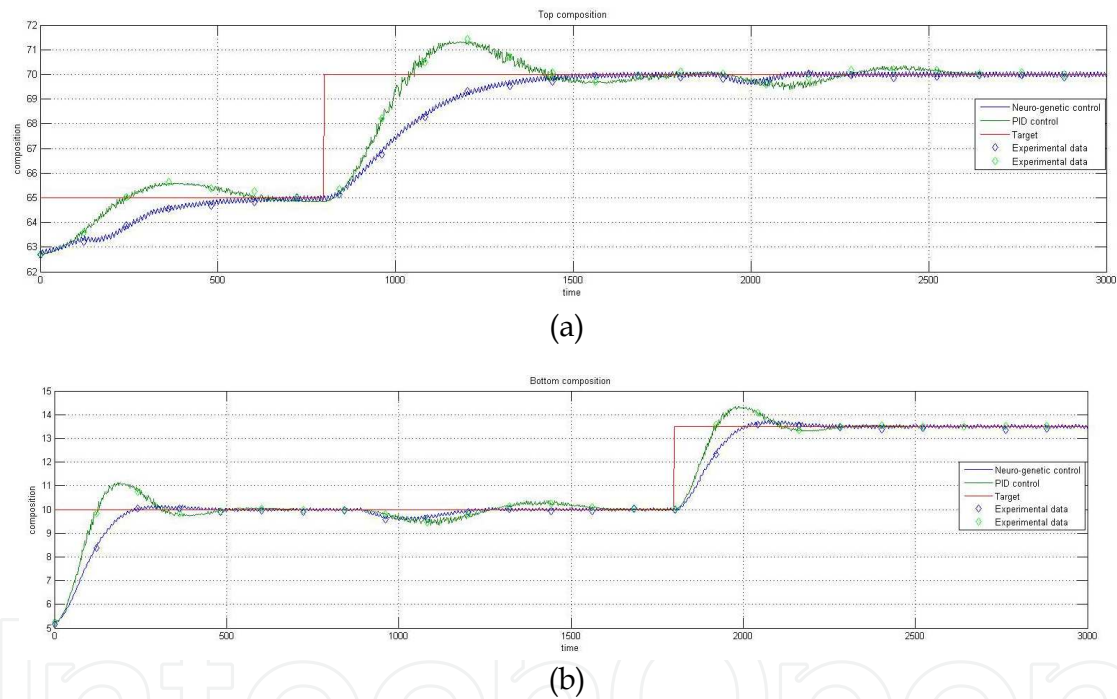 Top composition
72
71
70
69
68
67
66
65
64
63
62
composition
0
500
1000
1500
2000
2500
3000
time
Neuro-genetic control
PID control
Target
Experimental data
Experimental data
(a)
Bottom composition
15
14
13
12
11
10
9
8
7
6
5
composition
0
500
1000
1500
2000
2500
3000
time
Neuro-genetic control
PID control
Target
Experimental data
Experimental data
(b)